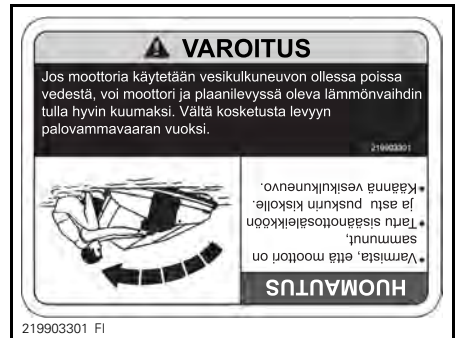 VAROITUS
Jos moottoria käytetään vesikulkuneuvon ollessa poissa
vedestä, voi moottori ja plaanilevyssä oleva lämmönvaihdin
tulla hyvin kuumaksi. Vältä kosketusta levyyn
palovammavaaran vuoksi.
219903301
HUOMAUTUS
•Varmista, että moottori on
sammunut,
•Tartu sisäänottosäleikköön
ja astu puskurin kiskolle.
•Käännä vesikulkuneuvo.
219903301 FI